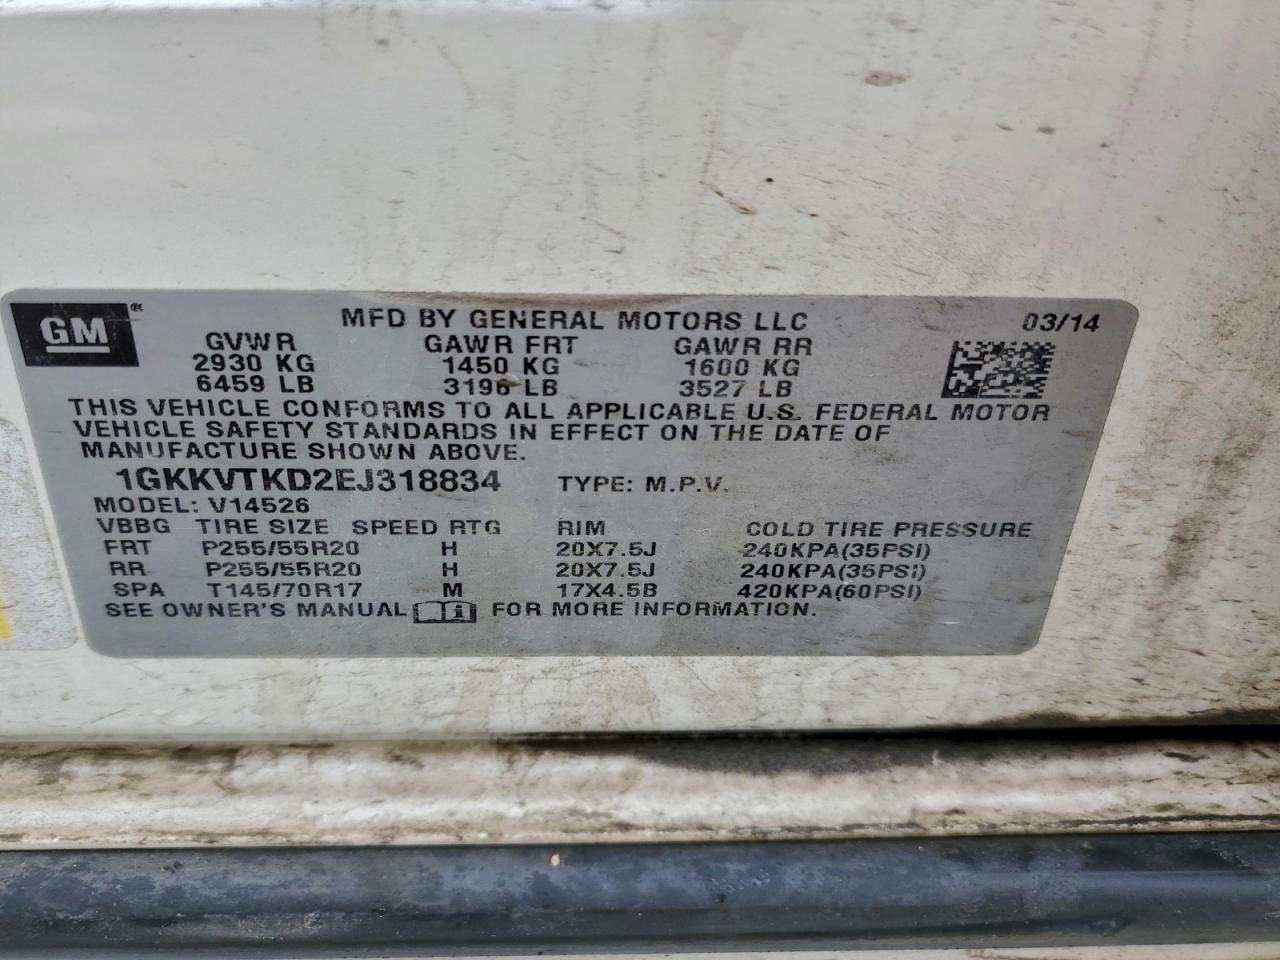 GM
MFD BY GENERAL MOTORS LLC 03/14
GVWR GAWR FRT GAWR RR
2930 KG 1450 KG 1600 KG
6459 LB 3196 LB 3527 LB
THIS VEHICLE CONFORMS TO ALL APPLICABLE U.S. FEDERAL MOTOR
VEHICLE SAFETY STANDARDS IN EFFECT ON THE DATE OF
MANUFACTURE SHOWN ABOVE.
1GKKVTKD2EJ318834 TYPE: M.P.V.
MODEL: V14526
VBBG TIRE SIZE SPEED RTG RIM COLD TIRE PRESSURE
FRT P255/55R20 H 20X7.5J 240KPA(35PSI)
RR P255/55R20 H 20X7.5J 240KPA(35PSI)
SPA T145/70R17 M 17X4.5B 420KPA(60PSI)
SEE OWNER'S MANUAL FOR MORE INFORMATION.